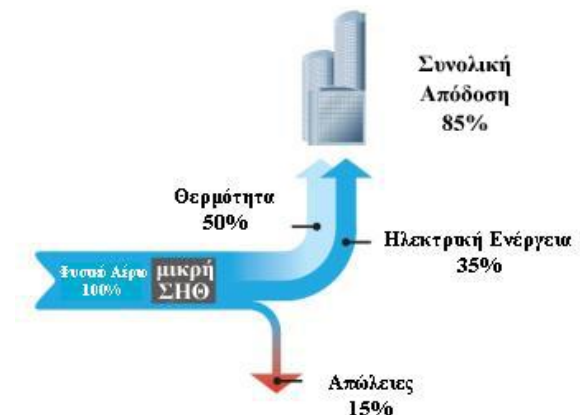 Συνολική
Απόδοση
85%
Θερμότητα
50%
Ηλεκτρική Ενέργεια
35%
Φυσικό Αέριο
100%
μικρή
ΣΗΘ
Απώλειες
15%